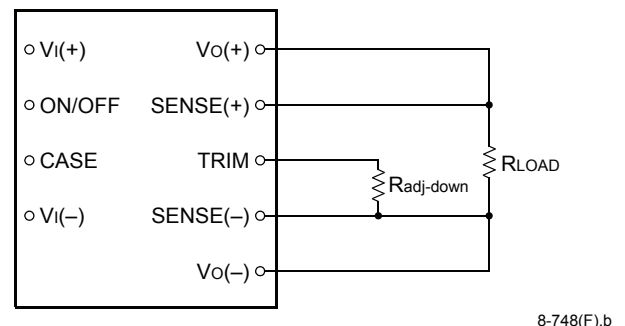 VI(+) VO(+)
ON/OFF SENSE(+)
CASE TRIM
RLOAD
Radj-down
VI(–) SENSE(–)
VO(–)
8-748(F).b